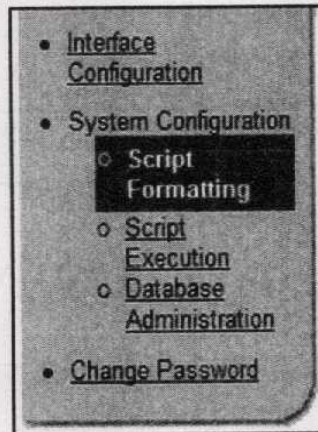 Interface
Configuration
System Configuration
Script
Formatting
Script
Execution
Database
Administration
Change Password